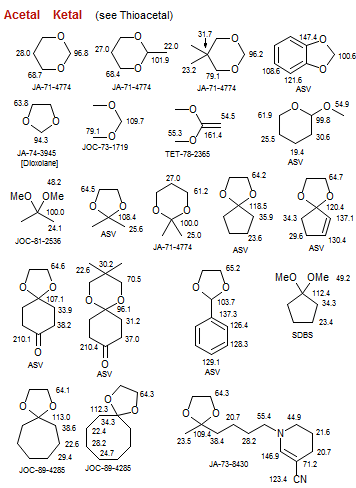 Acetal Ketal (see Thioacetal)
28.0 O 96.8 O 68.7
JA-71-4774
27.0 O 22.0 101.9 O 68.4
JA-71-4774
31.7 O 96.2 O 23.2 79.1
JA-71-4774
147.4 O 100.6 O 108.6 121.6
ASV
63.8 O O 94.3
JA-74-3945
[Dioxolane]
O 109.7 79.1 O
JOC-73-1719
O 54.5 55.3 O 161.4
TET-78-2365
61.9 O O 54.9 99.8 25.5 30.6 19.4
ASV
48.2
MeO OMe
100.0
24.1
JOC-81-2536
64.5 O O 108.4 25.6
ASV
27.0 61.2 O O 100.0 25.0
JA-71-4774
64.2 O O 118.5 35.9 23.6
ASV
64.7 O O 120.4 34.3 137.1 29.6 130.4
ASV
64.6 O O 107.1 33.9 38.2 210.1 O
ASV
30.2 22.6 70.5 O O 96.1 31.2 37.0 210.4 O
ASV
65.2 O O 103.7 137.3 126.4 128.3 129.1
ASV
MeO OMe 49.2
112.4
34.3
23.4
SDBS
64.1 O O 113.0 38.6 22.6 29.4
JOC-89-4285
O 64.3 112.3 O 34.3 22.4 28.2 24.7
JOC-89-4285
64.3 O O 109.4 23.5 38.4 20.7 28.2 55.4 N 44.9 21.6 20.7 71.2 146.9 123.4 CN
JA-73-8430